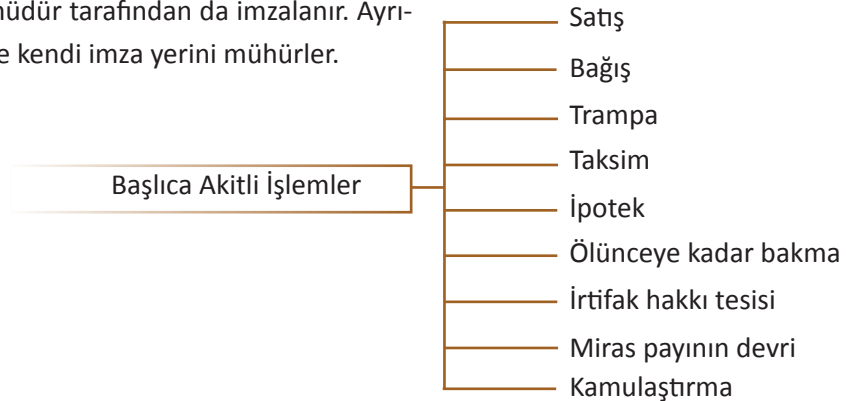 tarafından da imzalanır. Ayrı-
kendi imza yerini mühürler.
Başlıca Akitli İşlemler
Satış
Bağış
Trampa
Taksim
İpotek
Ölünceye kadar bakma
İrtifak hakkı tesisi
Miras payının devri
Kamulaştırma